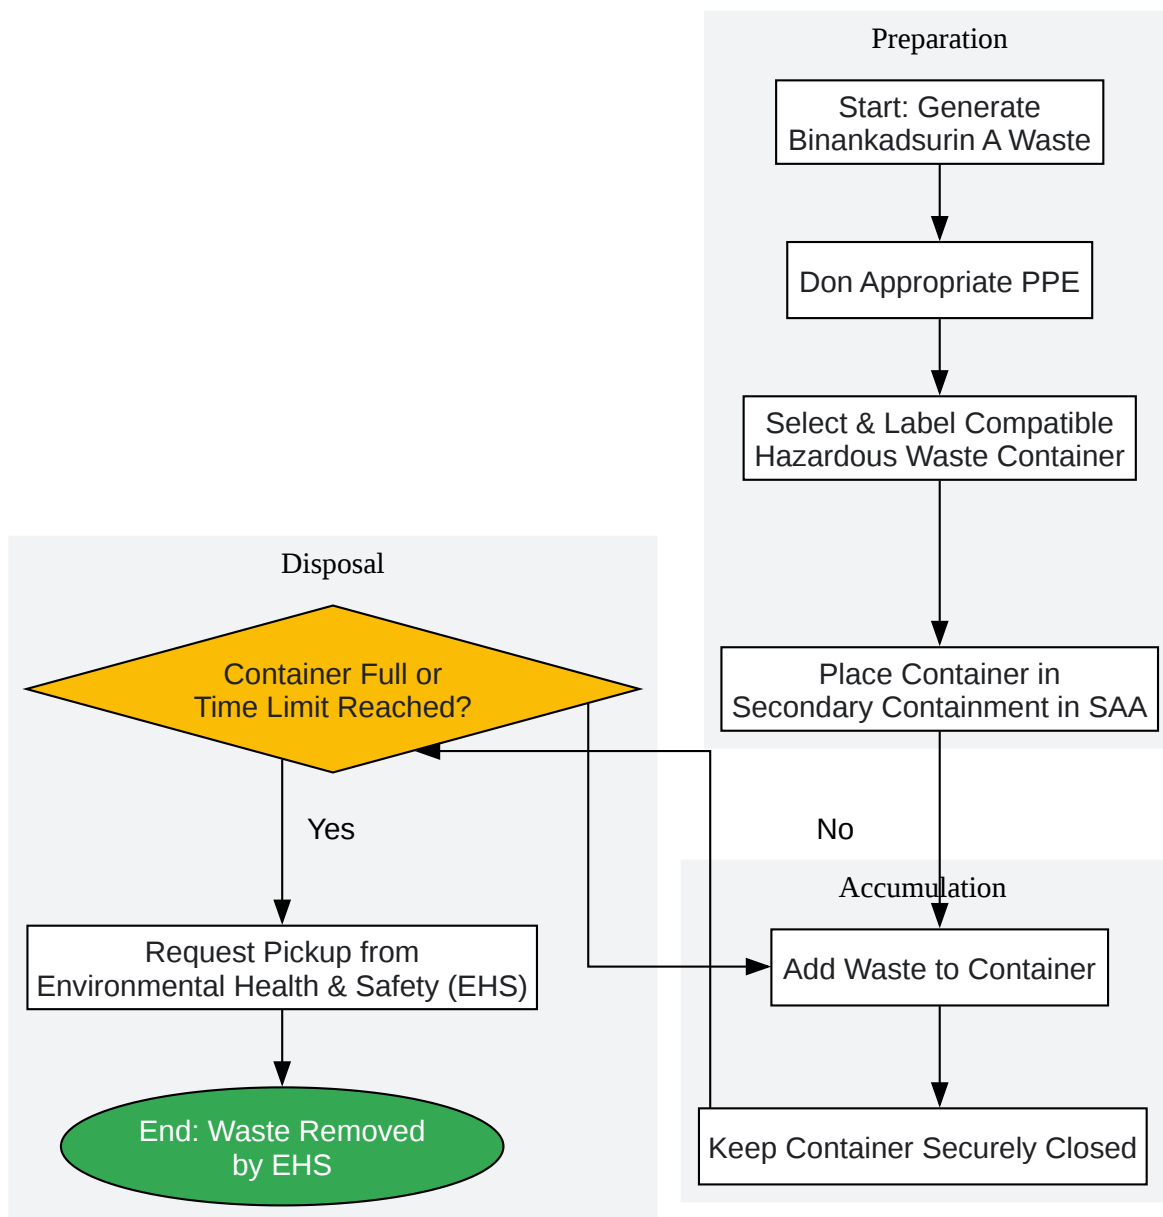 Preparation
Start: Generate
Binankadsurin A Waste
Don Appropriate PPE
Select & Label Compatible
Hazardous Waste Container
Place Container in
Secondary Containment in SAA
Disposal
Container Full or
Time Limit Reached?
Yes
No
Accumulation
Add Waste to Container
Keep Container Securely Closed
Request Pickup from
Environmental Health & Safety (EHS)
End: Waste Removed
by EHS